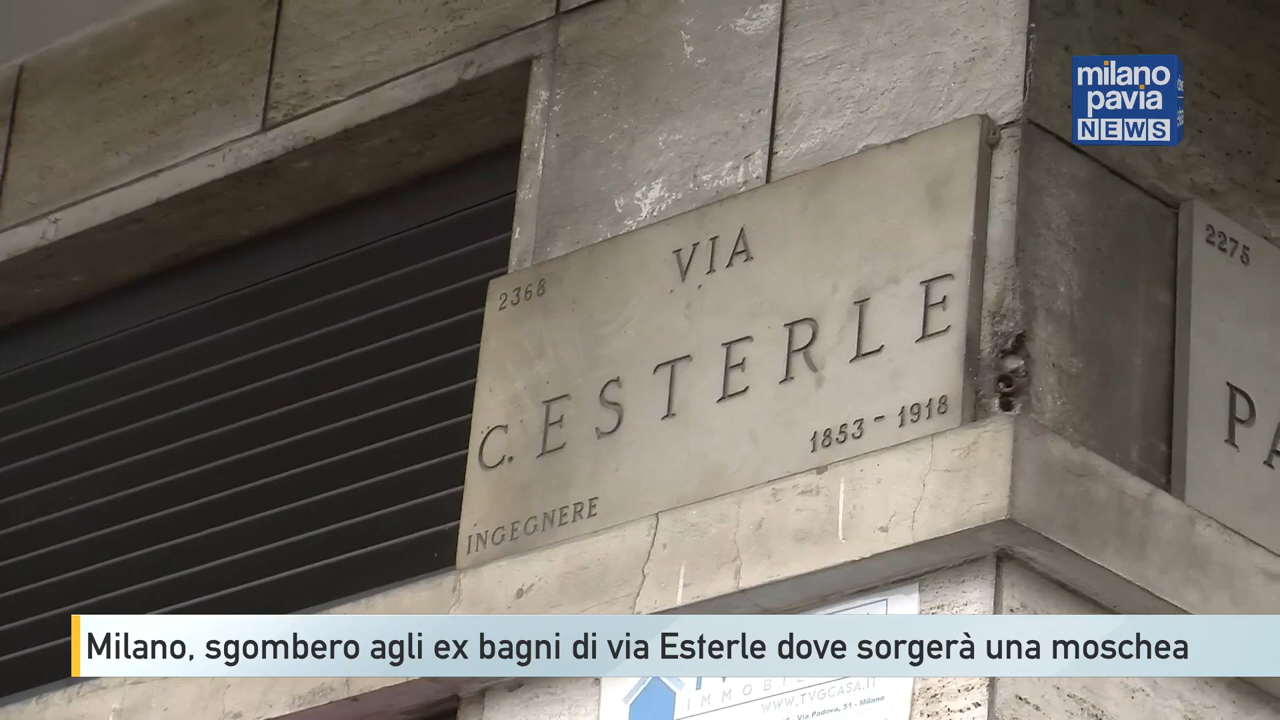 milano
pavia
NEWS
VIA
2368
C. ESTERLE
1853 - 1918
INGEGNERE
2275
PA
Milano, sgombero agli ex bagni di via Esterle dove sorgerà una moschea
WWW.TVGCASA.IT
Via Padova, 51 - Milano